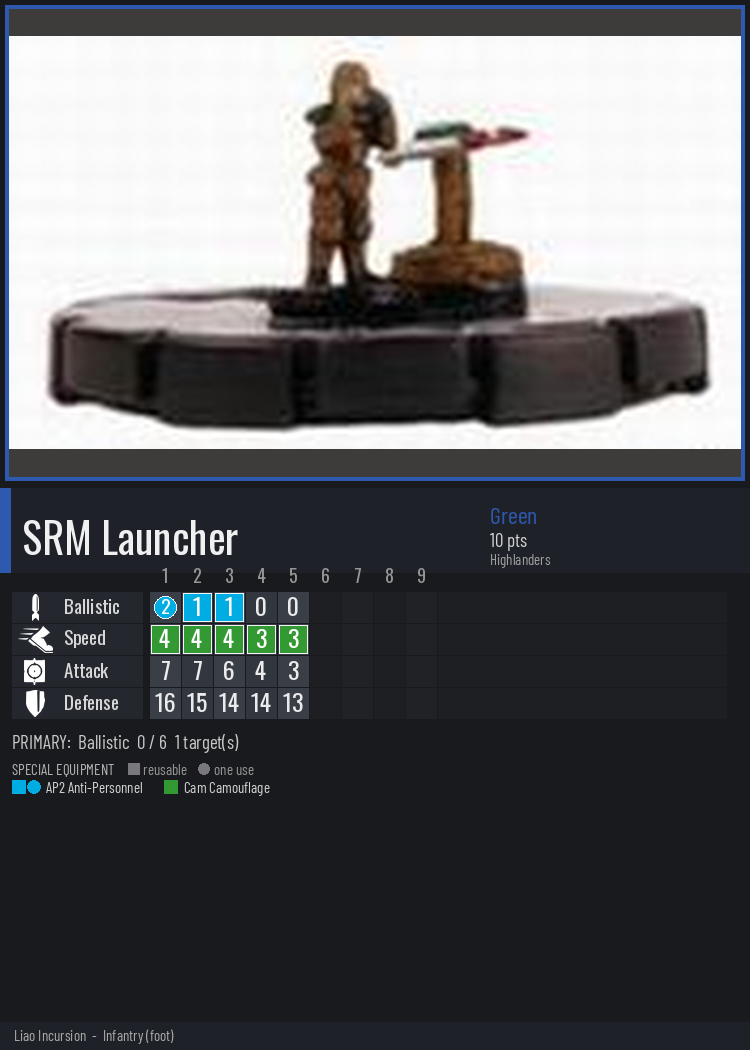 SRM Launcher
Green
10 pts
Highlanders
1 2 3 4 5 6 7 8 9
Ballistic 2 1 1 0 0
Speed 4 4 4 3 3
Attack 7 7 6 4 3
Defense 16 15 14 14 13
PRIMARY: Ballistic 0 / 6 1 target(s)
SPECIAL EQUIPMENT reusable one use
AP2 Anti-Personnel Cam Camouflage
Liao Incursion - Infantry (foot)